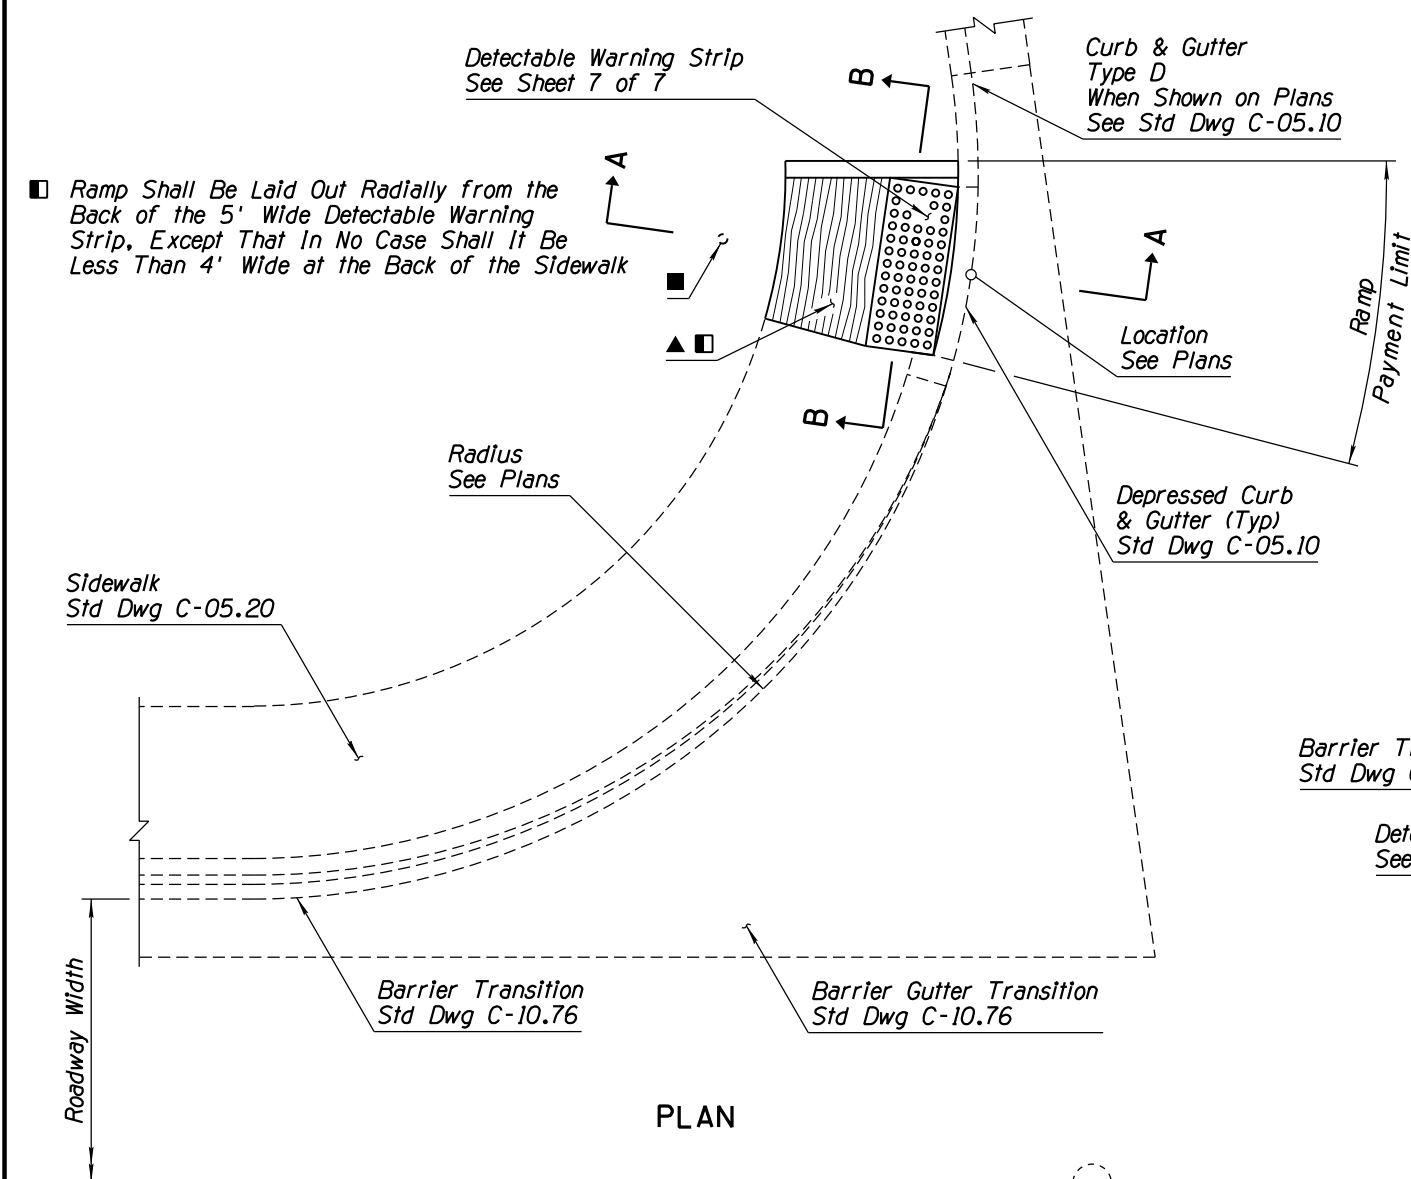 Detectable Warning Strip
See Sheet 7 of 7
B
Curb & Gutter
Type D
When Shown on Plans
See Std Dwg C-05.10
A
Ramp Shall Be Laid Out Radially from the
Back of the 5' Wide Detectable Warning
Strip, Except That In No Case Shall It Be
Less Than 4' Wide at the Back of the Sidewalk
A
Ramp
Payment Limit
Location
See Plans
B
Radius
See Plans
Depressed Curb
& Gutter (Typ)
Std Dwg C-05.10
Sidewalk
Std Dwg C-05.20
Barrier
Std Dwg
See
Barrier Transition
Std Dwg C-10.76
Barrier Gutter Transition
Std Dwg C-10.76
Roadway Width
PLAN